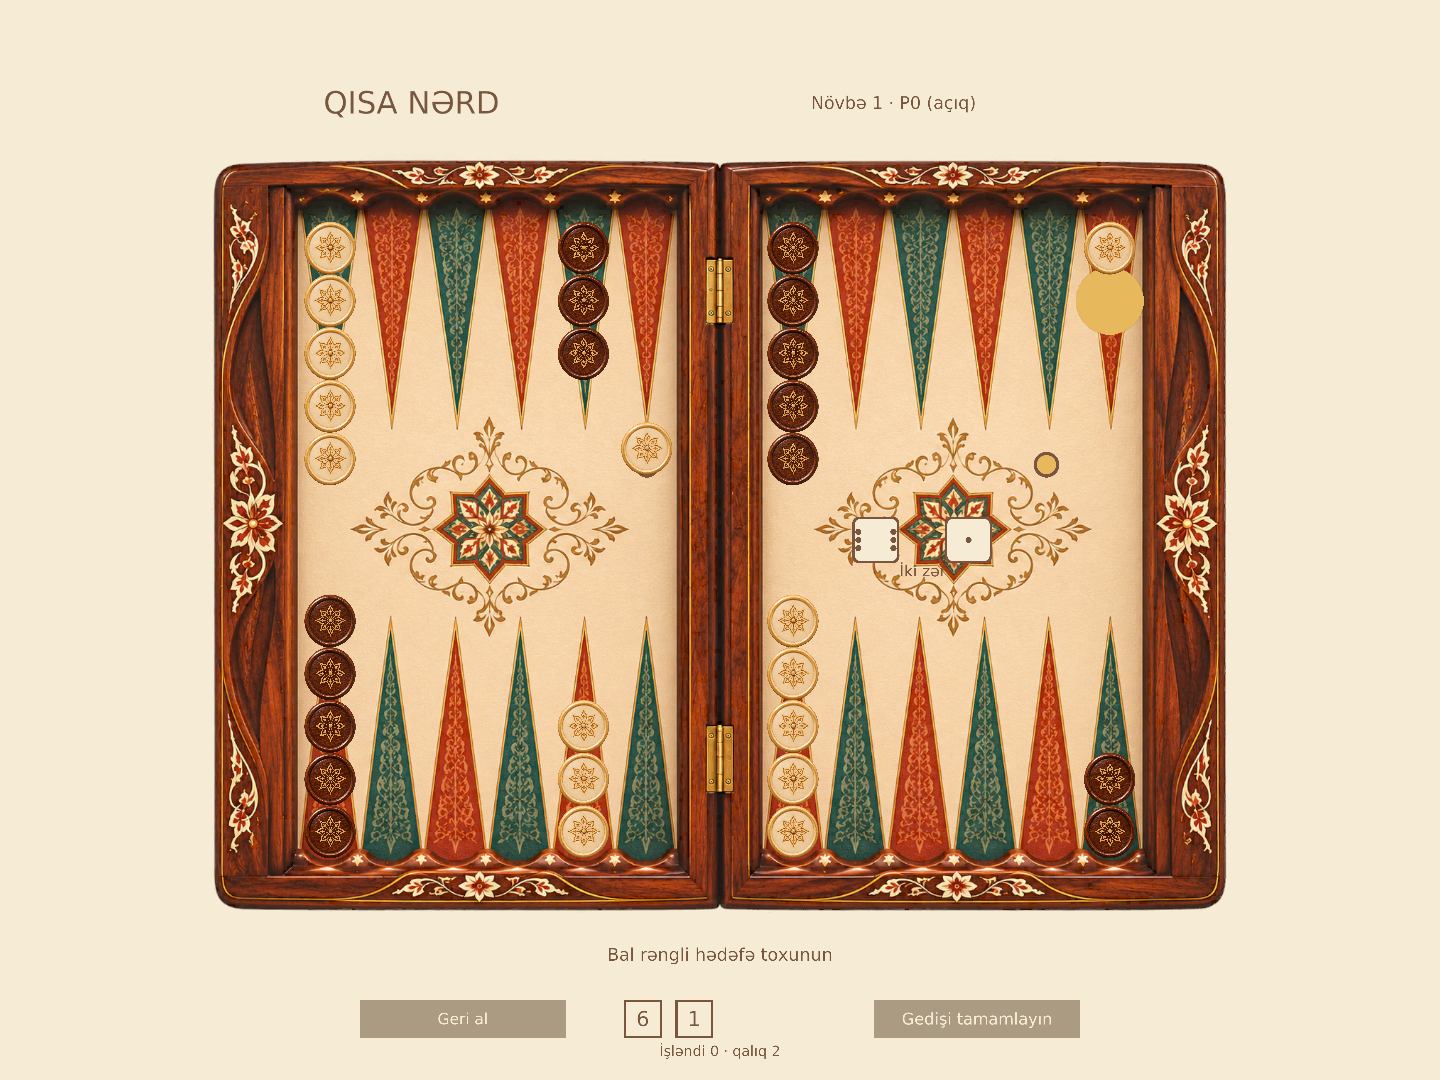 QISA NƏRD
Növbə 1 · P0 (açıq)
İki zər
Bal rəngli hədəfə toxunun
Geri al
6 1
Gedişi tamamlayın
İşləndi 0 · qalıq 2